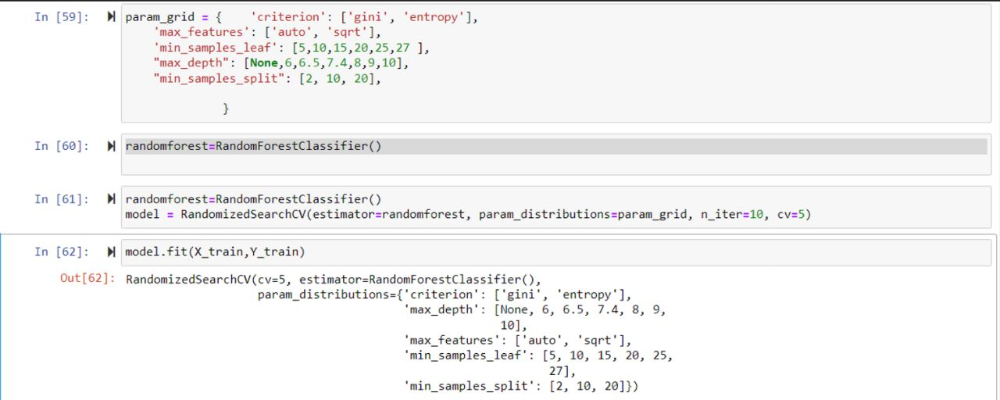 In [59]: param_grid = {    'criterion': ['gini', 'entropy'],
'max_features': ['auto', 'sqrt'],
'min_samples_leaf': [5,10,15,20,25,27 ],
"max_depth": [None,6,6.5,7.4,8,9,10],
"min_samples_split": [2, 10, 20],
}
In [60]: randomforest=RandomForestClassifier()
In [61]: randomforest=RandomForestClassifier()
model = RandomizedSearchCV(estimator=randomforest, param_distributions=param_grid, n_iter=10, cv=5)
In [62]: model.fit(X_train,Y_train)
Out[62]: RandomizedSearchCV(cv=5, estimator=RandomForestClassifier(),
param_distributions={'criterion': ['gini', 'entropy'],
'max_depth': [None, 6, 6.5, 7.4, 8, 9,
10],
'max_features': ['auto', 'sqrt'],
'min_samples_leaf': [5, 10, 15, 20, 25,
27],
'min_samples_split': [2, 10, 20]})